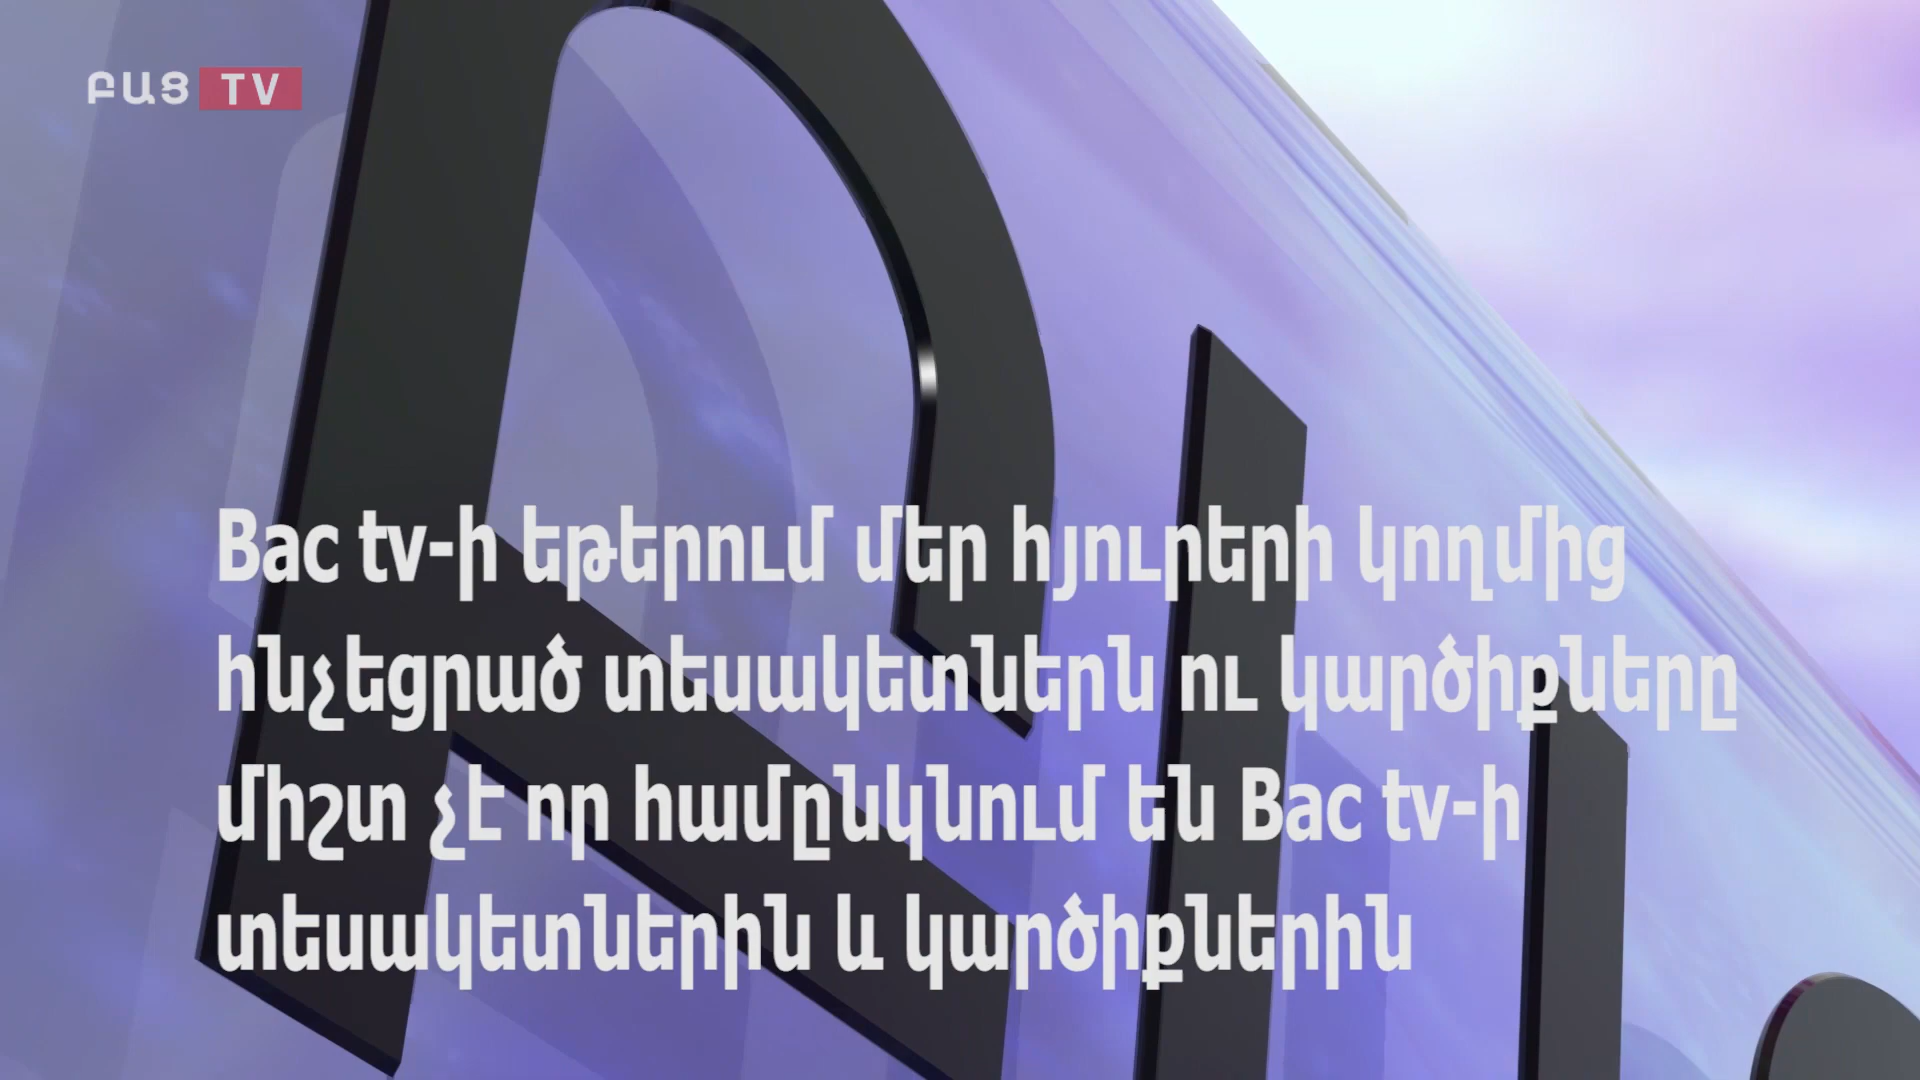 ԲԱՑ TV
Bac tv-ի եթերում մեր հյուրերի կողմից
հնչեցրած տեսակետներն ու կարծիքները
միշտ չէ որ համընկնում են Bac tv-ի
տեսակետներին և կարծիքներին